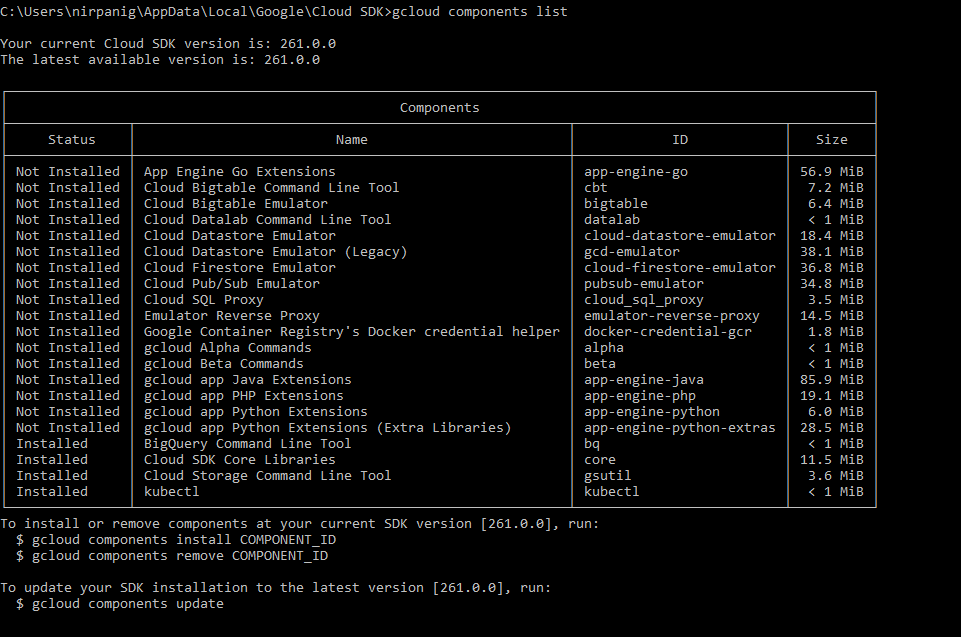 C:\Users\nirpanig\AppData\Local\Google\Cloud SDK>gcloud components list
Your current Cloud SDK version is: 261.0.0
The latest available version is: 261.0.0
Components
Status Name ID Size
Not Installed App Engine Go Extensions app-engine-go 56.9 MiB
Not Installed Cloud Bigtable Command Line Tool cbt 7.2 MiB
Not Installed Cloud Bigtable Emulator bigtable 6.4 MiB
Not Installed Cloud Datalab Command Line Tool datalab < 1 MiB
Not Installed Cloud Datastore Emulator cloud-datastore-emulator 18.4 MiB
Not Installed Cloud Datastore Emulator (Legacy) gcd-emulator 38.1 MiB
Not Installed Cloud Firestore Emulator cloud-firestore-emulator 36.8 MiB
Not Installed Cloud Pub/Sub Emulator pubsub-emulator 34.8 MiB
Not Installed Cloud SQL Proxy cloud_sql_proxy 3.5 MiB
Not Installed Emulator Reverse Proxy emulator-reverse-proxy 14.5 MiB
Not Installed Google Container Registry's Docker credential helper docker-credential-gcr 1.8 MiB
Not Installed gcloud Alpha Commands alpha < 1 MiB
Not Installed gcloud Beta Commands beta < 1 MiB
Not Installed gcloud app Java Extensions app-engine-java 85.9 MiB
Not Installed gcloud app PHP Extensions app-engine-php 19.1 MiB
Not Installed gcloud app Python Extensions app-engine-python 6.0 MiB
Not Installed gcloud app Python Extensions (Extra Libraries) app-engine-python-extras 28.5 MiB
Installed BigQuery Command Line Tool bq < 1 MiB
Installed Cloud SDK Core Libraries core 11.5 MiB
Installed Cloud Storage Command Line Tool gsutil 3.6 MiB
Installed kubectl kubectl < 1 MiB
To install or remove components at your current SDK version [261.0.0], run:
$ gcloud components install COMPONENT_ID
$ gcloud components remove COMPONENT_ID
To update your SDK installation to the latest version [261.0.0], run:
$ gcloud components update